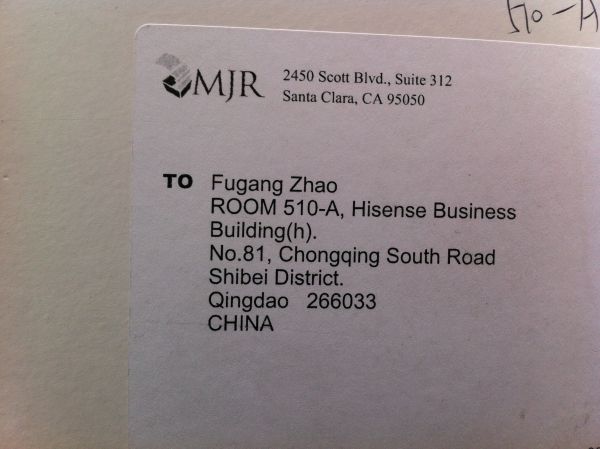 510-A
MJR
2450 Scott Blvd., Suite 312
Santa Clara, CA 95050
TO Fugang Zhao
ROOM 510-A, Hisense Business
Building(h).
No.81, Chongqing South Road
Shibei District.
Qingdao 266033
CHINA